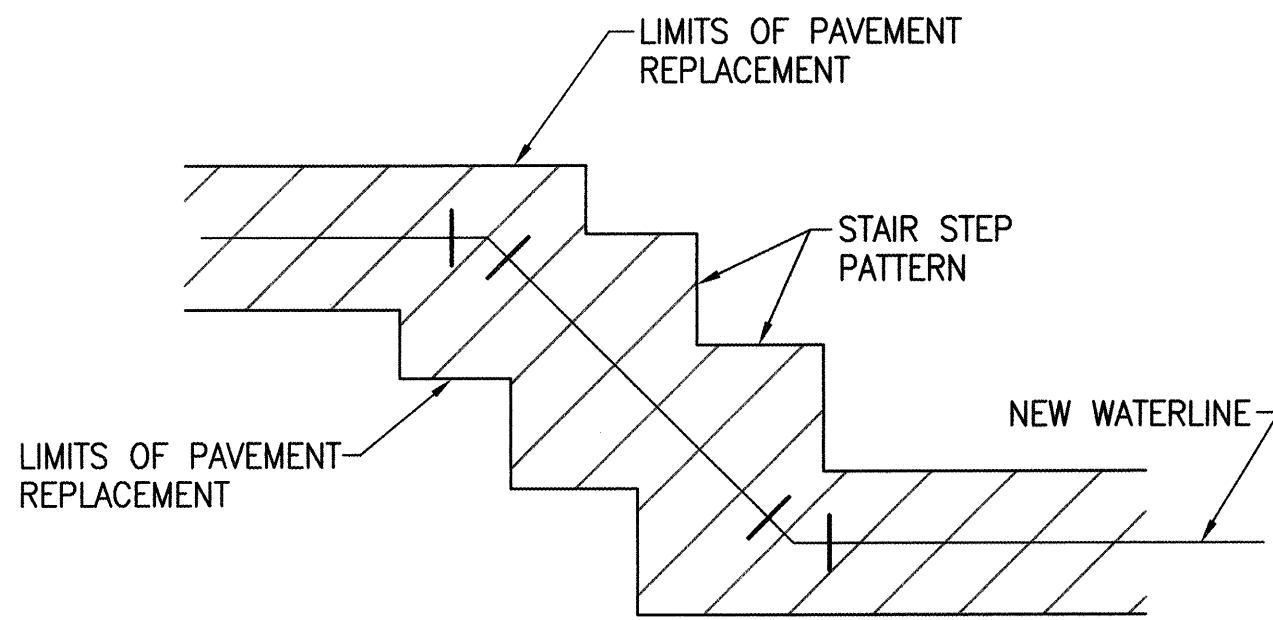 LIMITS OF PAVEMENT
REPLACEMENT
STAIR STEP
PATTERN
NEW WATERLINE
LIMITS OF PAVEMENT
REPLACEMENT